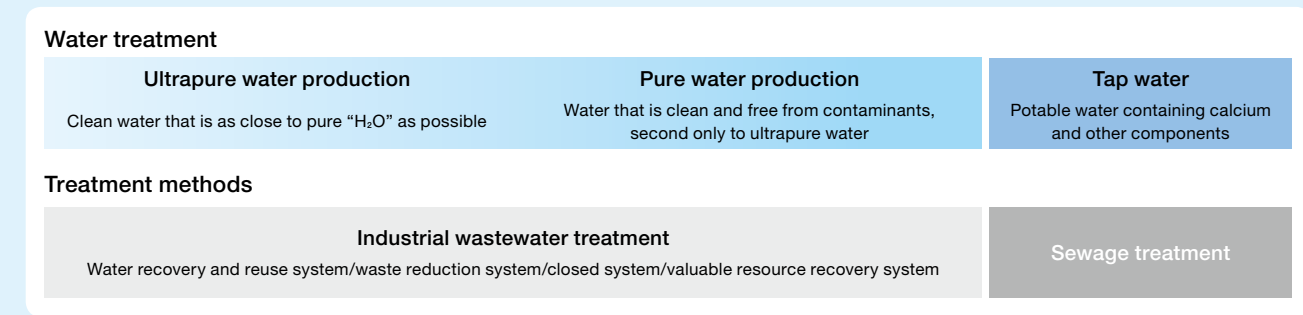 Water treatment
Ultrapure water production
Clean water that is as close to pure “H₂O” as possible
Pure water production
Water that is clean and free from contaminants,
second only to ultrapure water
Tap water
Potable water containing calcium
and other components
Treatment methods
Industrial wastewater treatment
Water recovery and reuse system/waste reduction system/closed system/valuable resource recovery system
Sewage treatment